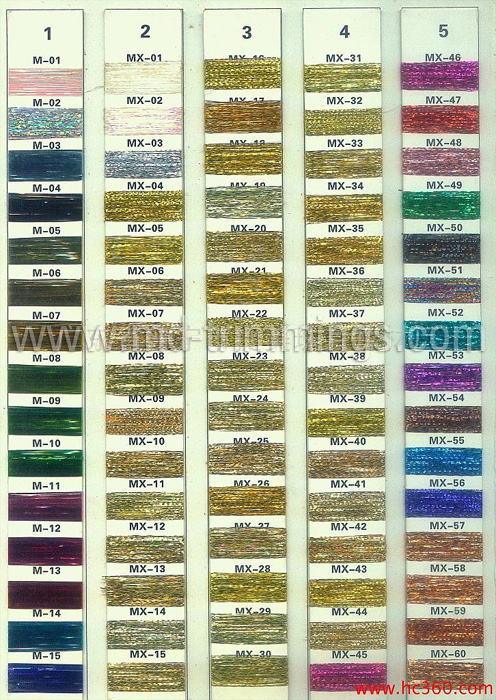 1
M-01
M-02
M-03
M-04
M-05
M-06
M-07
M-08
M-09
M-10
M-11
M-12
M-13
M-14
M-15
2
MX-01
MX-02
MX-03
MX-04
MX-05
MX-06
MX-07
MX-08
MX-09
MX-10
MX-11
MX-12
MX-13
MX-14
MX-15
3
MX-16
MX-17
MX-18
MX-19
MX-20
MX-21
MX-22
MX-23
MX-24
MX-25
MX-26
MX-27
MX-28
MX-29
MX-30
4
MX-31
MX-32
MX-33
MX-34
MX-35
MX-36
MX-37
MX-38
MX-39
MX-40
MX-41
MX-42
MX-43
MX-44
MX-45
5
MX-46
MX-47
MX-48
MX-49
MX-50
MX-51
MX-52
MX-53
MX-54
MX-55
MX-56
MX-57
MX-58
MX-59
MX-60
www.md-trimmings.com
www.hc360.com